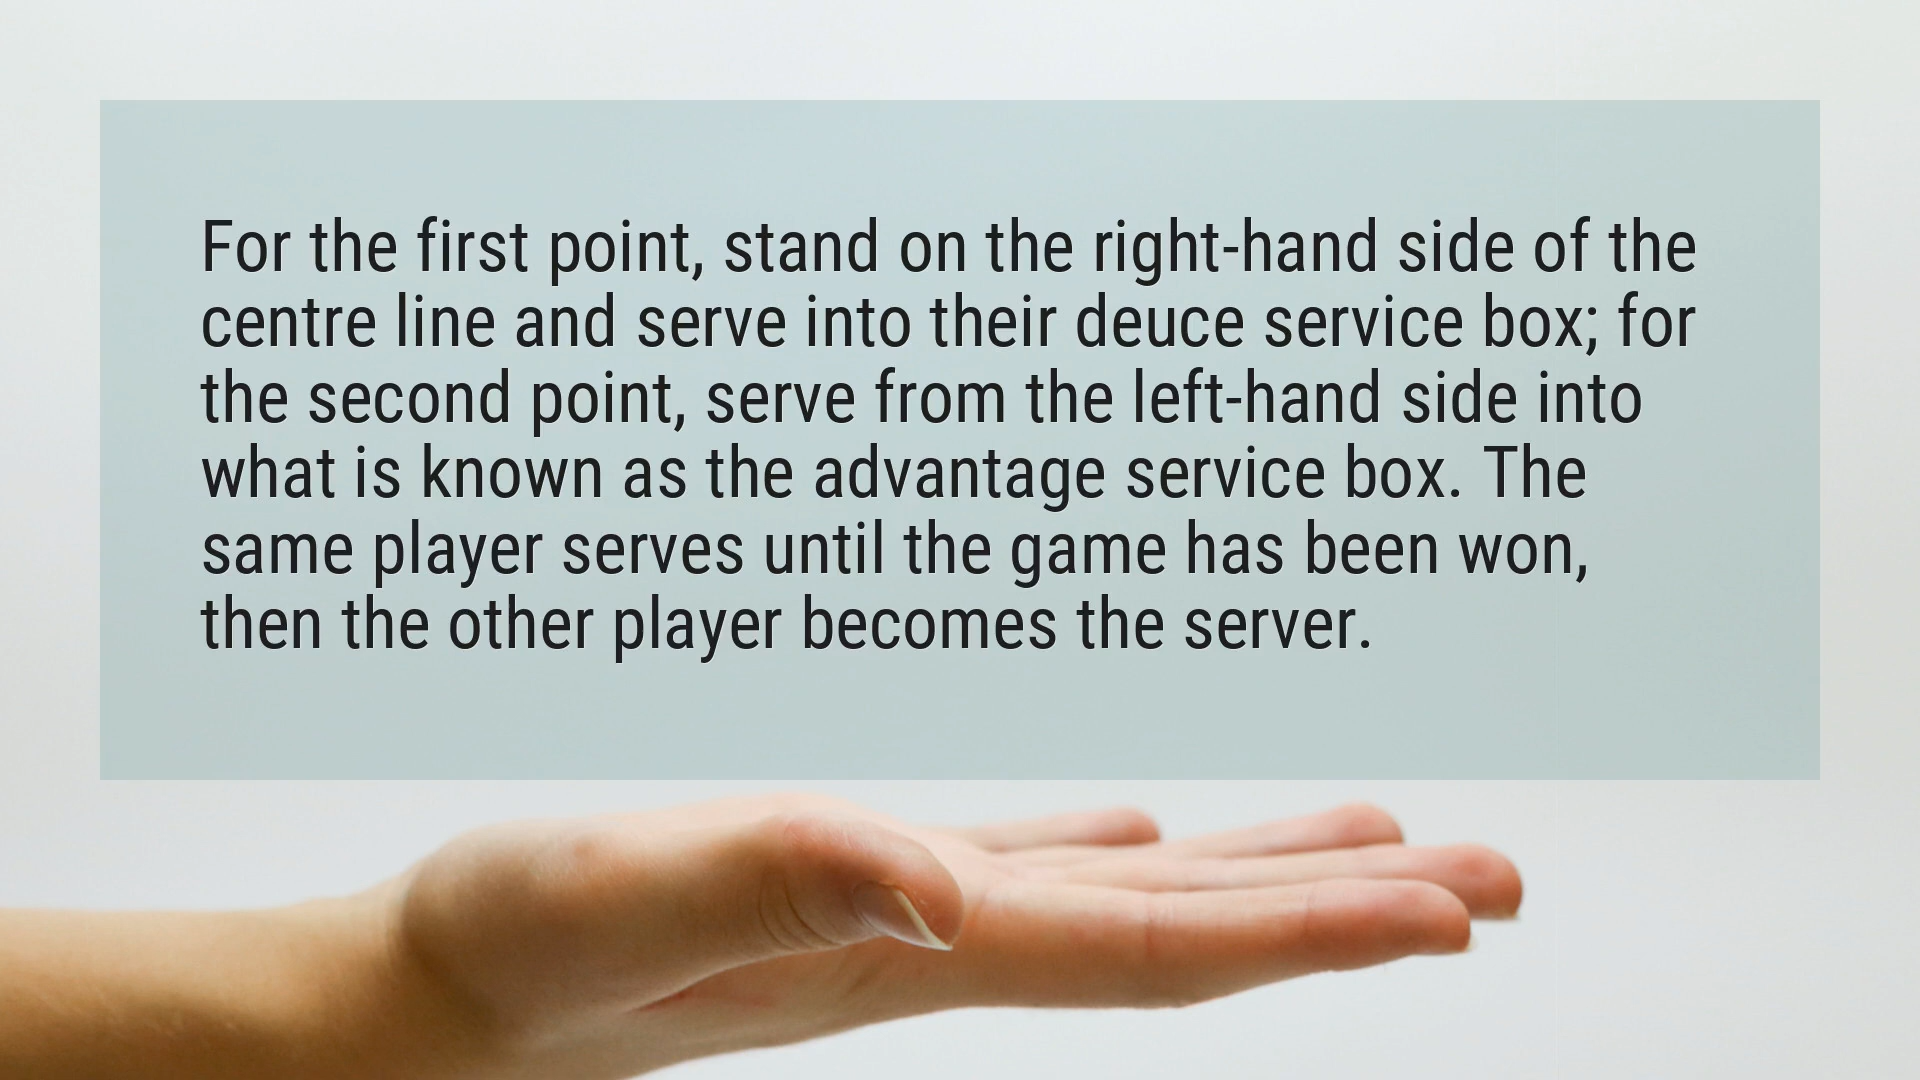 For the first point, stand on the right-hand side of the
centre line and serve into their deuce service box; for
the second point, serve from the left-hand side into
what is known as the advantage service box. The
same player serves until the game has been won,
then the other player becomes the server.